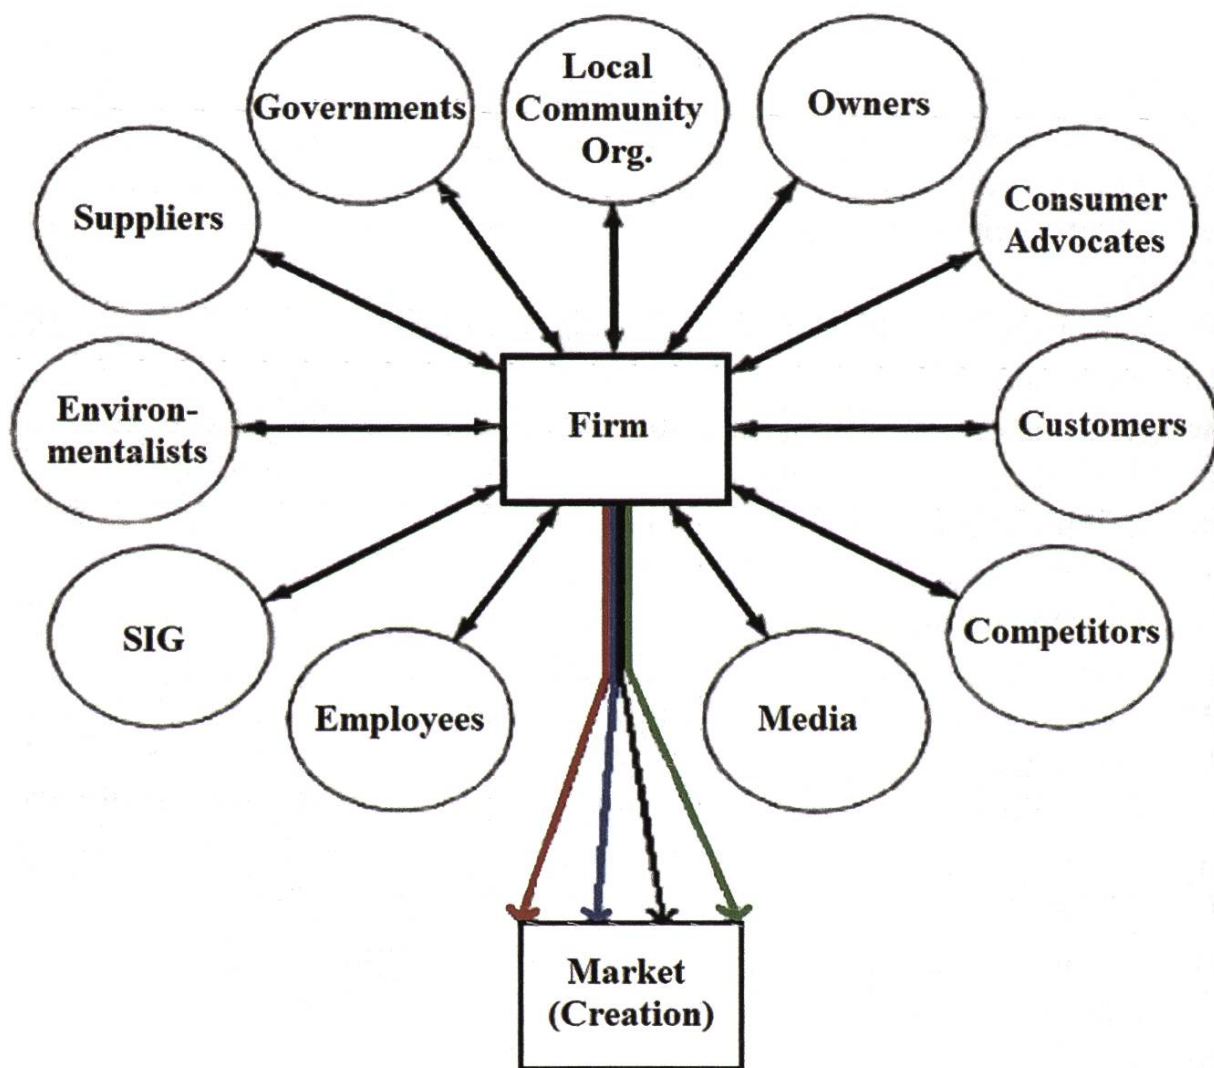 Local
Community
Org.
Governments
Owners
Suppliers
Consumer
Advocates
Environ-
mentalists
Firm
Customers
SIG
Competitors
Employees
Media
Market
(Creation)